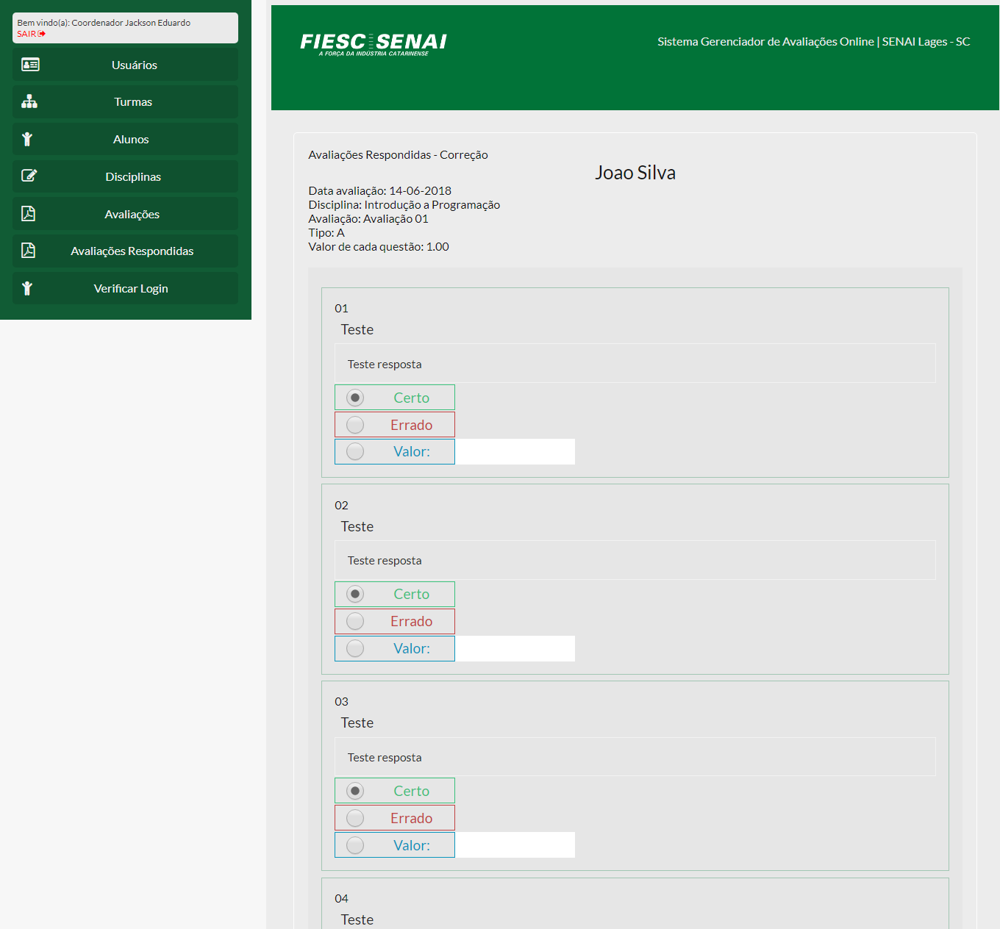 Bem vindo(a): Coordenador Jackson Eduardo
SAIR
Usuários
Turmas
Alunos
Disciplinas
Avaliações
Avaliações Respondidas
Verificar Login
FIESC SENAI
A FORÇA DA INDÚSTRIA CATARINENSE
Sistema Gerenciador de Avaliações Online | SENAI Lages - SC
Avaliações Respondidas - Correção
Joao Silva
Data avaliação: 14-06-2018
Disciplina: Introdução a Programação
Avaliação: Avaliação 01
Tipo: A
Valor de cada questão: 1.00
01
Teste
Teste resposta
Certo
Errado
Valor:
02
Teste
Teste resposta
Certo
Errado
Valor:
03
Teste
Teste resposta
Certo
Errado
Valor:
04
Teste